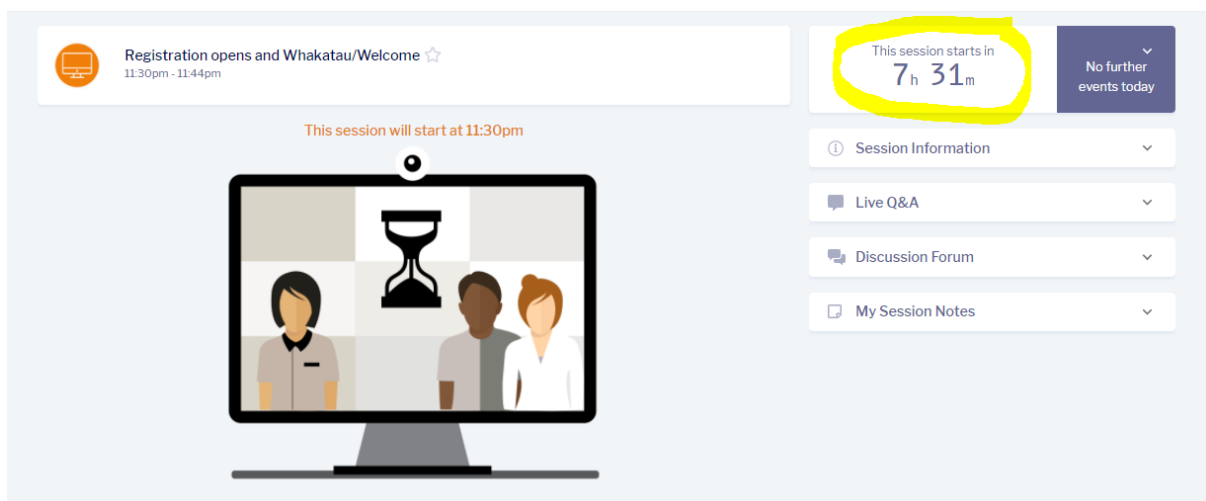 Registration opens and Whakatau/Welcome
11:30pm - 11:44pm
This session will start at 11:30pm
This session starts in
7h 31m
No further
events today
Session Information
Live Q&A
Discussion Forum
My Session Notes